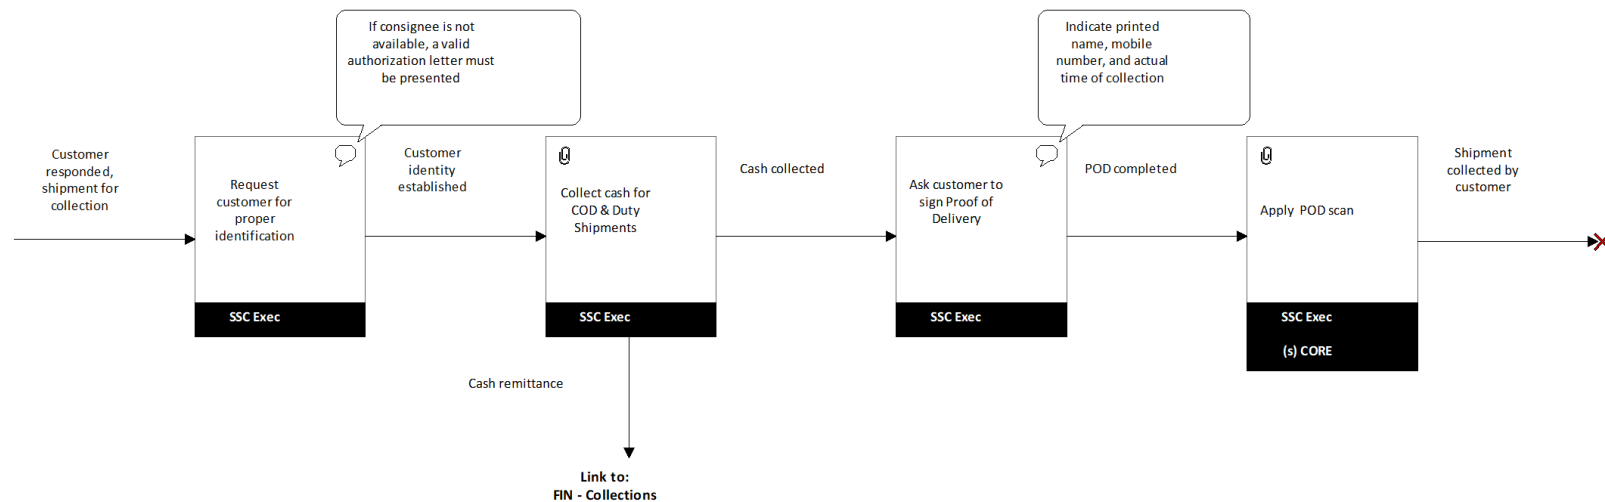 If consignee is not
available, a valid
authorization letter must
be presented
Indicate printed
name, mobile
number, and actual
time of collection
Customer
responded,
shipment for
collection
Request
customer for
proper
identification
SSC Exec
Customer
identity
established
Collect cash for
COD & Duty
Shipments
SSC Exec
Cash collected
Ask customer to
sign Proof of
Delivery
SSC Exec
POD completed
Apply POD scan
SSC Exec
(s) CORE
Shipment
collected by
customer
Cash remittance
Link to:
FIN - Collections